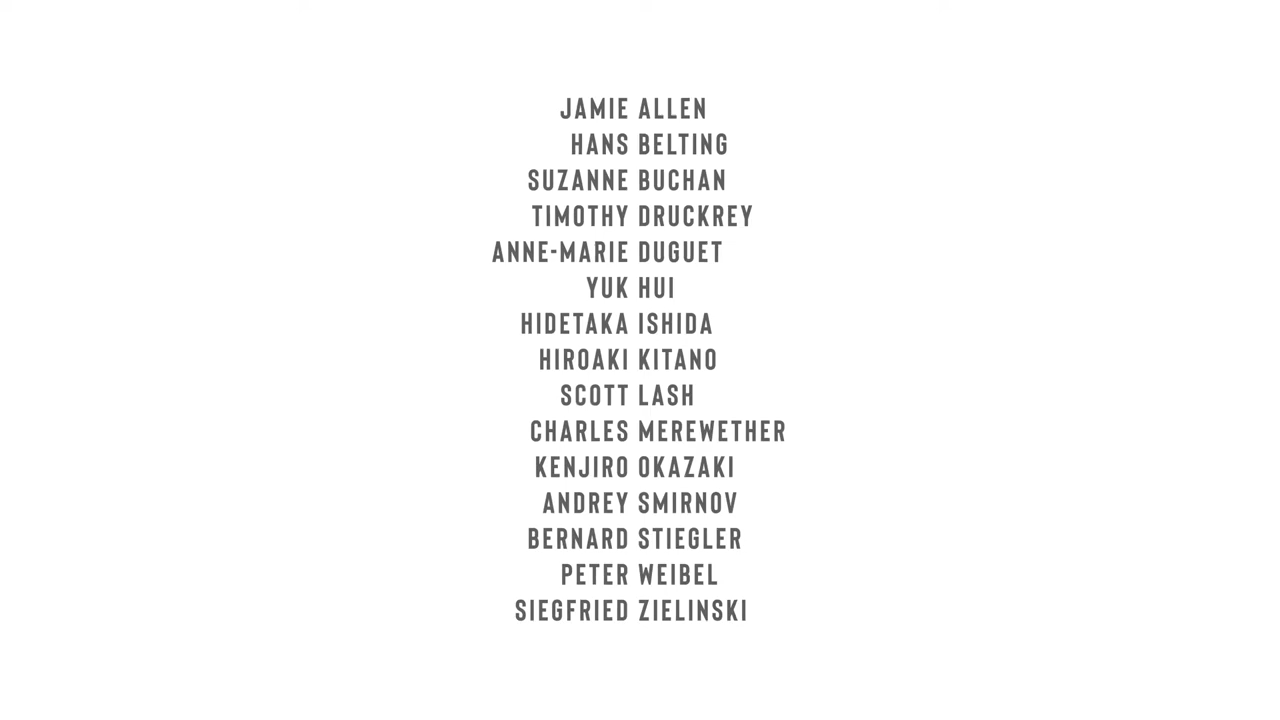 JAMIE ALLEN
HANS BELTING
SUZANNE BUCHAN
TIMOTHY DRUCKREY
ANNE-MARIE DUGUET
YUK HUI
HIDETAKA ISHIDA
HIROAKI KITANO
SCOTT LASH
CHARLES MEREWETHER
KENJIRO OKAZAKI
ANDREY SMIRNOV
BERNARD STIEGLER
PETER WEIBEL
SIEGFRIED ZIELINSKI